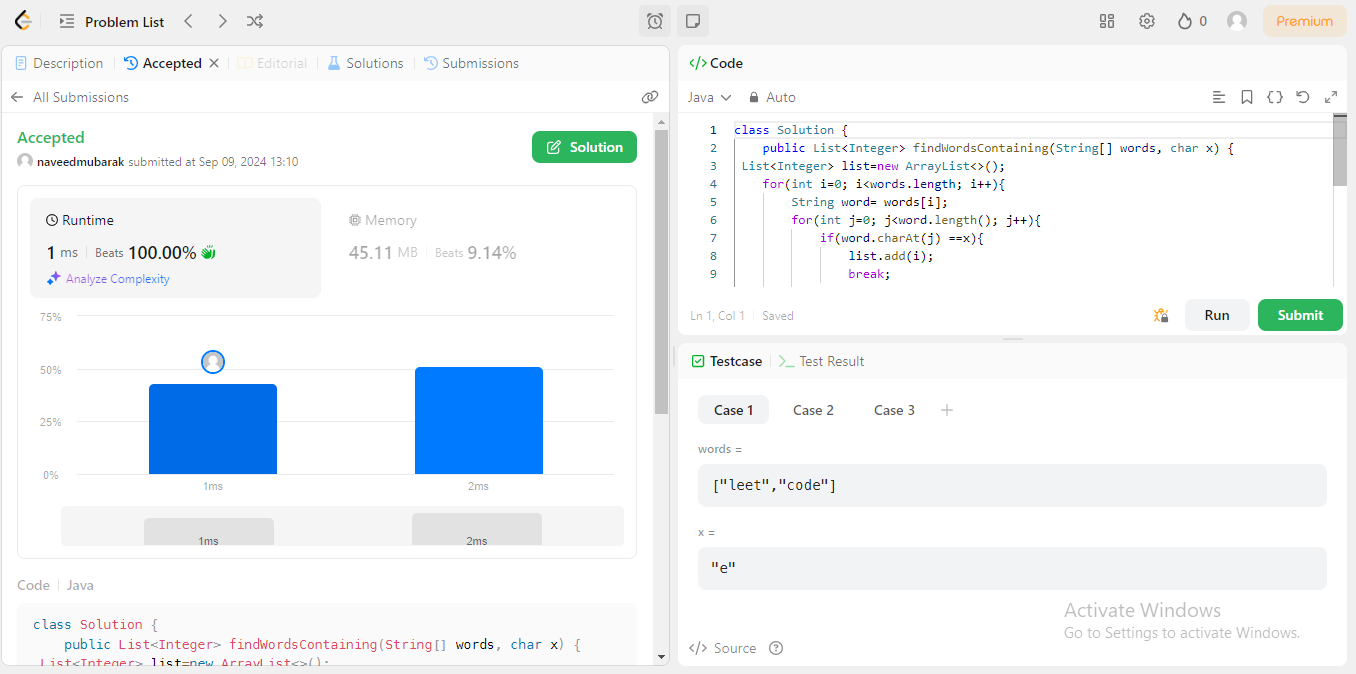 Problem List
0
Premium
Description
Accepted
Editorial
Solutions
Submissions
All Submissions
Accepted
naveedmubarak submitted at Sep 09, 2024 13:10
Solution
Runtime
1 ms
Beats 100.00%
Analyze Complexity
Memory
45.11 MB
Beats 9.14%
75%
50%
25%
0%
1ms
2ms
1ms
2ms
Code
Java
class Solution {
    public List<Integer> findWordsContaining(String[] words, char x) {
 List<Integer> list=new ArrayList<>();
</> Code
Java
Auto
1 class Solution {
2     public List<Integer> findWordsContaining(String[] words, char x) {
3  List<Integer> list=new ArrayList<>();
4     for(int i=0; i<words.length; i++){
5         String word= words[i];
6         for(int j=0; j<word.length(); j++){
7             if(word.charAt(j) ==x){
8                 list.add(i);
9                 break;
Ln 1, Col 1
Saved
Run
Submit
Testcase
Test Result
Case 1
Case 2
Case 3
words =
["leet","code"]
x =
"e"
Activate Windows
Go to Settings to activate Windows.
</> Source